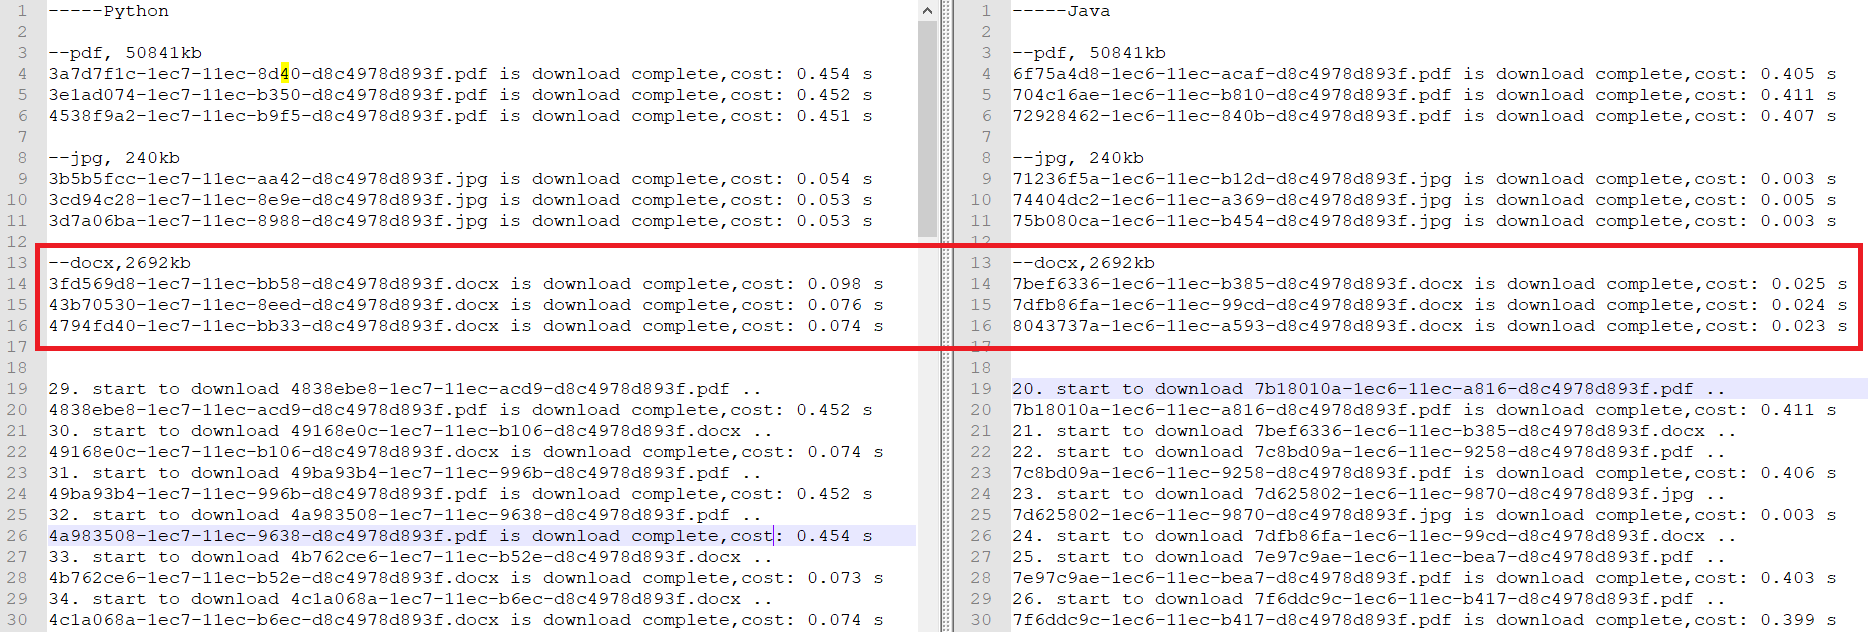 1 -----Python
2
3 --pdf, 50841kb
4 3a7d7f1c-1ec7-11ec-8d40-d8c4978d893f.pdf is download complete,cost: 0.454 s
5 3e1ad074-1ec7-11ec-b350-d8c4978d893f.pdf is download complete,cost: 0.452 s
6 4538f9a2-1ec7-11ec-b9f5-d8c4978d893f.pdf is download complete,cost: 0.451 s
7
8 --jpg, 240kb
9 3b5b5fcc-1ec7-11ec-aa42-d8c4978d893f.jpg is download complete,cost: 0.054 s
10 3cd94c28-1ec7-11ec-8e9e-d8c4978d893f.jpg is download complete,cost: 0.053 s
11 3d7a06ba-1ec7-11ec-8988-d8c4978d893f.jpg is download complete,cost: 0.053 s
12
13 --docx,2692kb
14 3fd569d8-1ec7-11ec-bb58-d8c4978d893f.docx is download complete,cost: 0.098 s
15 43b70530-1ec7-11ec-8eed-d8c4978d893f.docx is download complete,cost: 0.076 s
16 4794fd40-1ec7-11ec-bb33-d8c4978d893f.docx is download complete,cost: 0.074 s
17
18
19 29. start to download 4838ebe8-1ec7-11ec-acd9-d8c4978d893f.pdf ..
20 4838ebe8-1ec7-11ec-acd9-d8c4978d893f.pdf is download complete,cost: 0.452 s
21 30. start to download 49168e0c-1ec7-11ec-b106-d8c4978d893f.docx ..
22 49168e0c-1ec7-11ec-b106-d8c4978d893f.docx is download complete,cost: 0.074 s
23 31. start to download 49ba93b4-1ec7-11ec-996b-d8c4978d893f.pdf ..
24 49ba93b4-1ec7-11ec-996b-d8c4978d893f.pdf is download complete,cost: 0.452 s
25 32. start to download 4a983508-1ec7-11ec-9638-d8c4978d893f.pdf ..
26 4a983508-1ec7-11ec-9638-d8c4978d893f.pdf is download complete,cost: 0.454 s
27 33. start to download 4b762ce6-1ec7-11ec-b52e-d8c4978d893f.docx ..
28 4b762ce6-1ec7-11ec-b52e-d8c4978d893f.docx is download complete,cost: 0.073 s
29 34. start to download 4c1a068a-1ec7-11ec-b6ec-d8c4978d893f.docx ..
30 4c1a068a-1ec7-11ec-b6ec-d8c4978d893f.docx is download complete,cost: 0.074 s
1 -----Java
2
3 --pdf, 50841kb
4 6f75a4d8-1ec6-11ec-acaf-d8c4978d893f.pdf is download complete,cost: 0.405 s
5 704c16ae-1ec6-11ec-b810-d8c4978d893f.pdf is download complete,cost: 0.411 s
6 72928462-1ec6-11ec-840b-d8c4978d893f.pdf is download complete,cost: 0.407 s
7
8 --jpg, 240kb
9 71236f5a-1ec6-11ec-b12d-d8c4978d893f.jpg is download complete,cost: 0.003 s
10 74404dc2-1ec6-11ec-a369-d8c4978d893f.jpg is download complete,cost: 0.005 s
11 75b080ca-1ec6-11ec-b454-d8c4978d893f.jpg is download complete,cost: 0.003 s
12
13 --docx,2692kb
14 7bef6336-1ec6-11ec-b385-d8c4978d893f.docx is download complete,cost: 0.025 s
15 7dfb86fa-1ec6-11ec-99cd-d8c4978d893f.docx is download complete,cost: 0.024 s
16 8043737a-1ec6-11ec-a593-d8c4978d893f.docx is download complete,cost: 0.023 s
17
18
19 20. start to download 7b18010a-1ec6-11ec-a816-d8c4978d893f.pdf ..
20 7b18010a-1ec6-11ec-a816-d8c4978d893f.pdf is download complete,cost: 0.411 s
21 21. start to download 7bef6336-1ec6-11ec-b385-d8c4978d893f.docx ..
22 22. start to download 7c8bd09a-1ec6-11ec-9258-d8c4978d893f.pdf ..
23 7c8bd09a-1ec6-11ec-9258-d8c4978d893f.pdf is download complete,cost: 0.406 s
24 23. start to download 7d625802-1ec6-11ec-9870-d8c4978d893f.jpg ..
25 7d625802-1ec6-11ec-9870-d8c4978d893f.jpg is download complete,cost: 0.003 s
26 24. start to download 7dfb86fa-1ec6-11ec-99cd-d8c4978d893f.docx ..
27 25. start to download 7e97c9ae-1ec6-11ec-bea7-d8c4978d893f.pdf ..
28 7e97c9ae-1ec6-11ec-bea7-d8c4978d893f.pdf is download complete,cost: 0.403 s
29 26. start to download 7f6ddc9c-1ec6-11ec-b417-d8c4978d893f.pdf ..
30 7f6ddc9c-1ec6-11ec-b417-d8c4978d893f.pdf is download complete,cost: 0.399 s